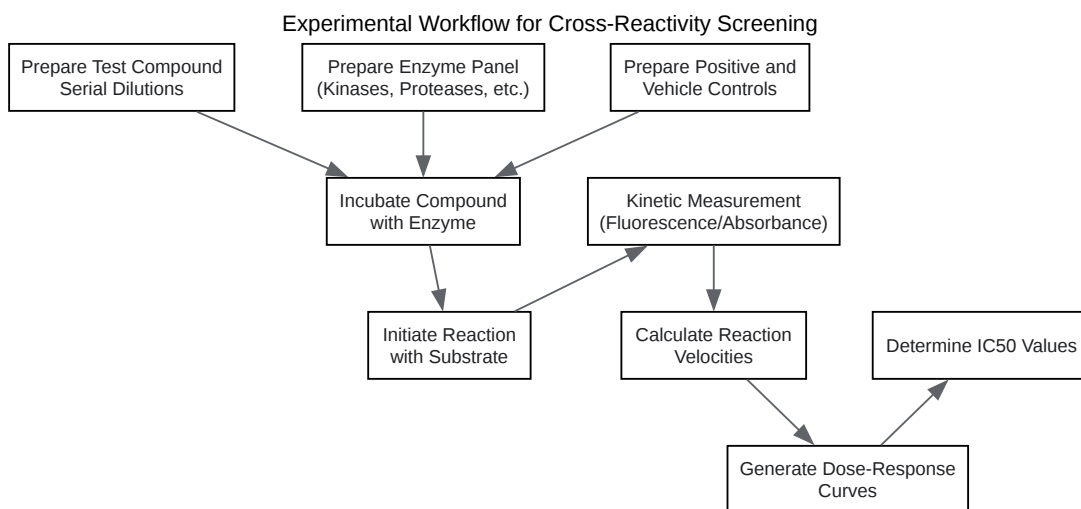 Experimental Workflow for Cross-Reactivity Screening
Prepare Test Compound
Serial Dilutions
Prepare Enzyme Panel
(Kinases, Proteases, etc.)
Prepare Positive and
Vehicle Controls
Incubate Compound
with Enzyme
Kinetic Measurement
(Fluorescence/Absorbance)
Initiate Reaction
with Substrate
Calculate Reaction
Velocities
Determine IC50 Values
Generate Dose-Response
Curves